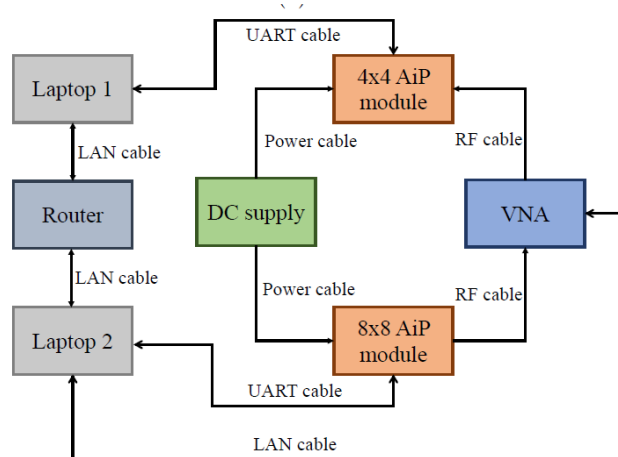 UART cable
Laptop 1
4x4 AiP
module
LAN cable
Power cable
RF cable
Router
DC supply
VNA
LAN cable
Power cable
RF cable
Laptop 2
8x8 AiP
module
UART cable
LAN cable